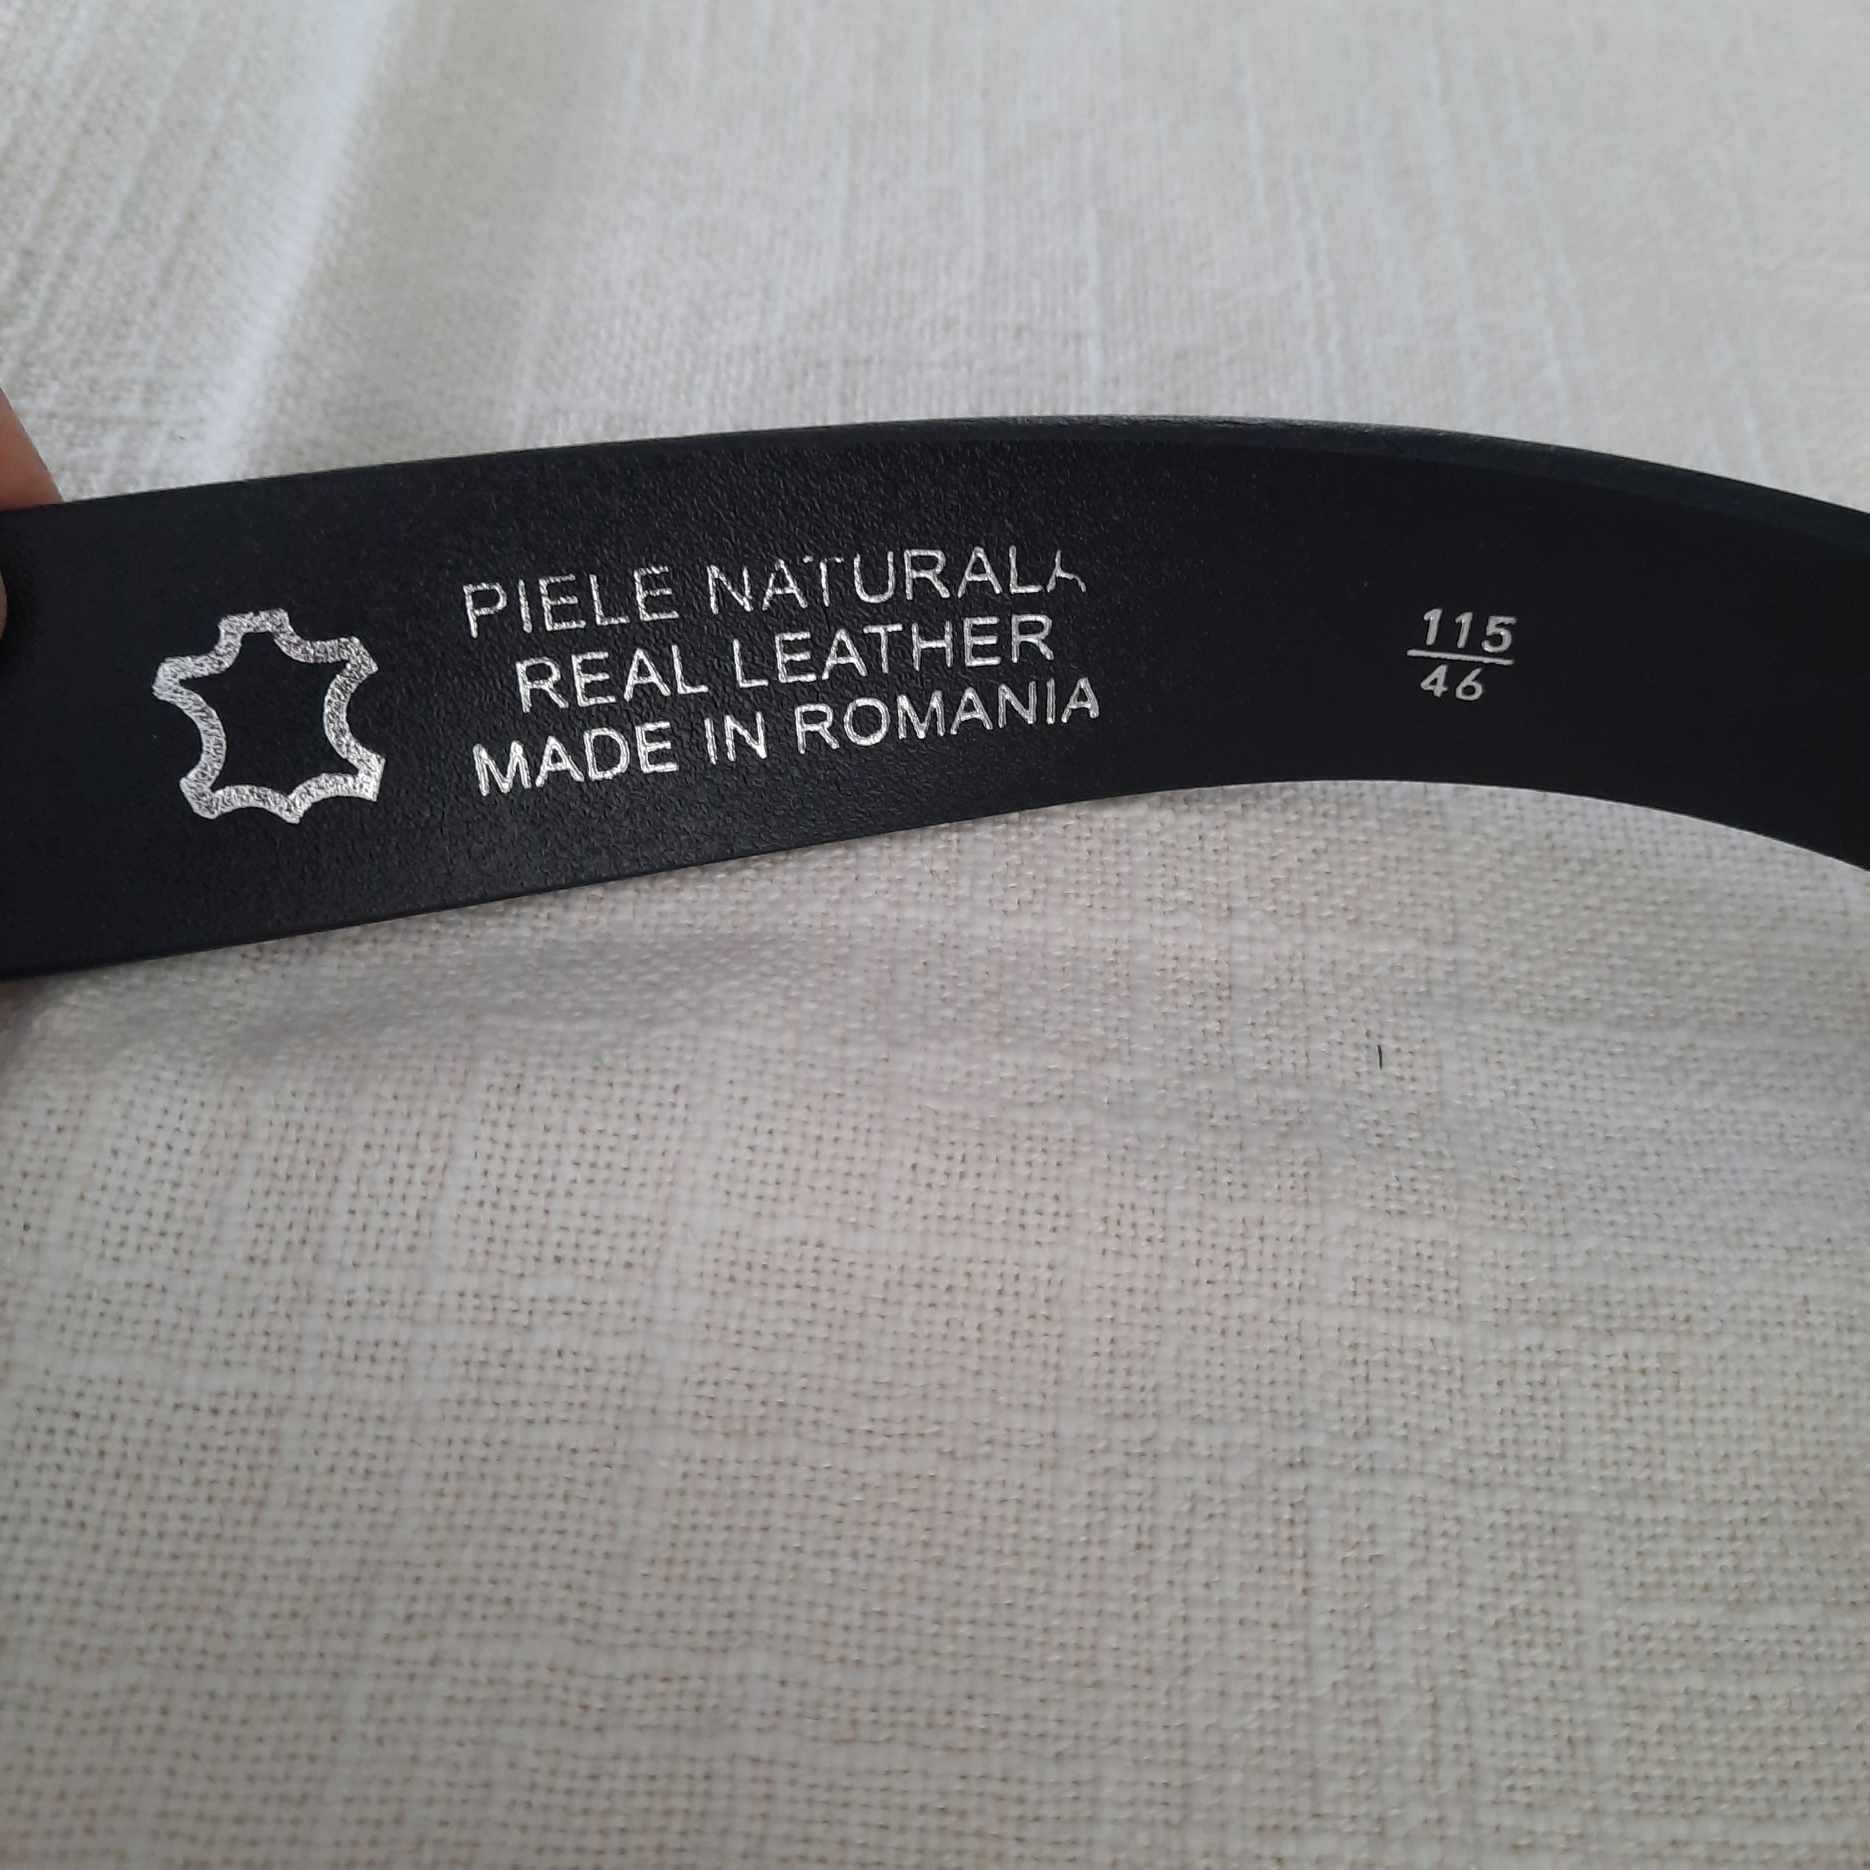 PIELE NATURALA
REAL LEATHER
MADE IN ROMANIA
115
46